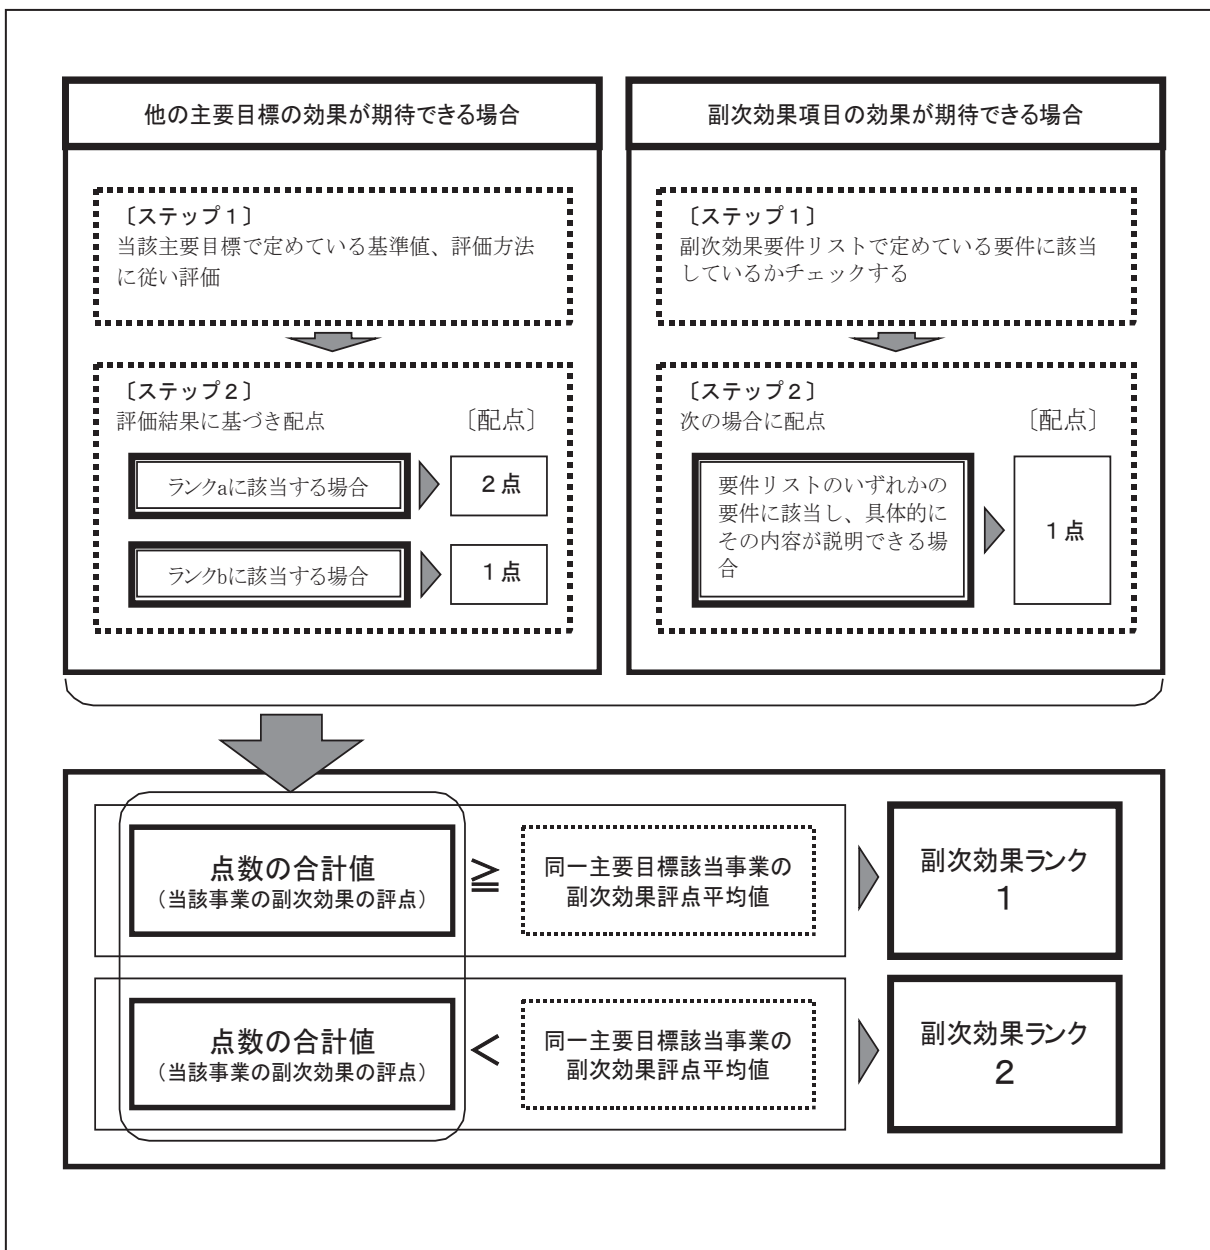 他の主要目標の効果が期待できる場合
〔ステップ1〕
当該主要目標で定めている基準値、評価方法
に従い評価
〔ステップ2〕
評価結果に基づき配点 〔配点〕
ランクaに該当する場合 2点
ランクbに該当する場合 1点
副次効果項目の効果が期待できる場合
〔ステップ1〕
副次効果要件リストで定めている要件に該当
しているかチェックする
〔ステップ2〕
次の場合に配点 〔配点〕
要件リストのいずれかの
要件に該当し、具体的に
その内容が説明できる場
合
1点
点数の合計値
（当該事業の副次効果の評点）
≧
同一主要目標該当事業の
副次効果評点平均値
副次効果ランク
1
点数の合計値
（当該事業の副次効果の評点）
＜
同一主要目標該当事業の
副次効果評点平均値
副次効果ランク
2